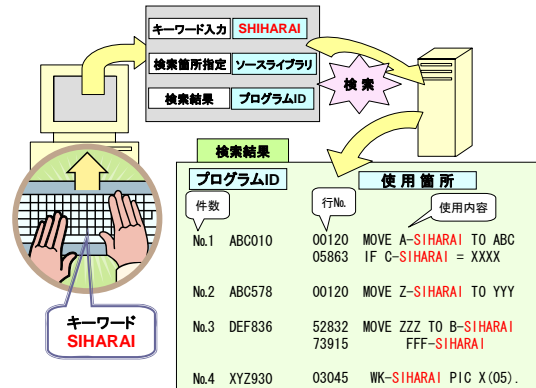 キーワード入力 SHIHARAI
検索箇所指定 ソースライブラリ
検索結果 プログラムID
検 索
検索結果
プログラムID 使 用 箇 所
件数 行No. 使用内容
No.1 ABC010 00120 MOVE A-SIHARAI TO ABC
05863 IF C-SIHARAI = XXXX
No.2 ABC578 00120 MOVE Z-SIHARAI TO YYY
No.3 DEF836 52832 MOVE ZZZ TO B-SIHARAI
73915 FFF-SIHARAI
No.4 XYZ930 03045 WK-SIHARAI PIC X(05).
キーワード
SIHARAI